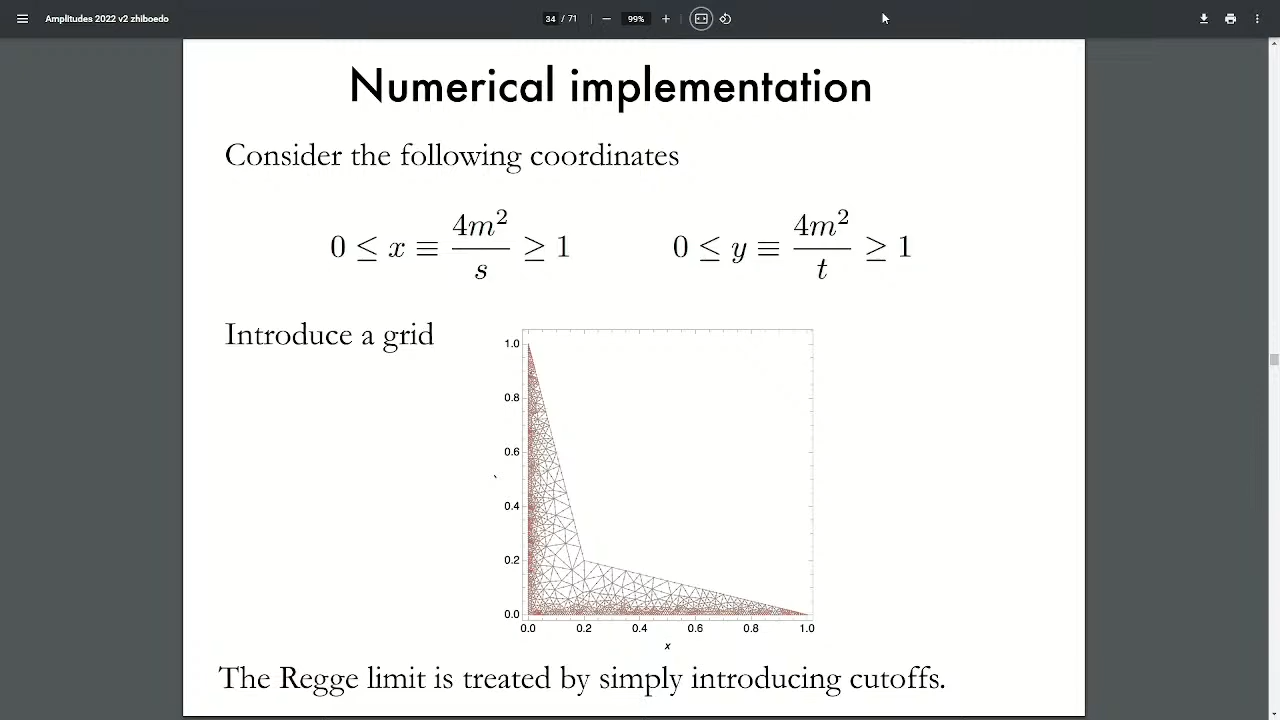 Amplitudes 2022 v2 zhiboedo
34 / 71
99%
Numerical implementation
Consider the following coordinates
0 ≤ x ≡ 4m²/s ≥ 1
0 ≤ y ≡ 4m²/t ≥ 1
Introduce a grid
1.0
0.8
0.6
0.4
0.2
0.0
0.0 0.2 0.4 0.6 0.8 1.0
x
The Regge limit is treated by simply introducing cutoffs.